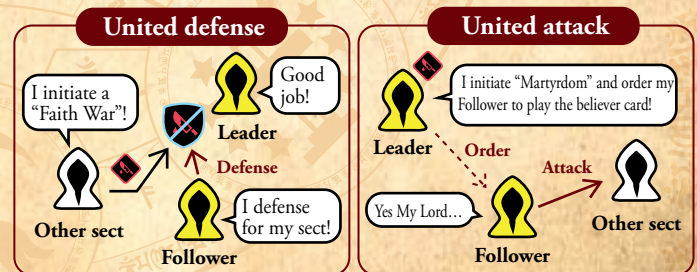 United defense
I initiate a
“Faith War”!
Good
job!
Leader
Defense
Other sect
I defense
for my sect!
Follower
United attack
I initiate “Martyrdom” and order my
Follower to play the believer card!
Leader
Order
Attack
Yes My Lord…
Other sect
Follower